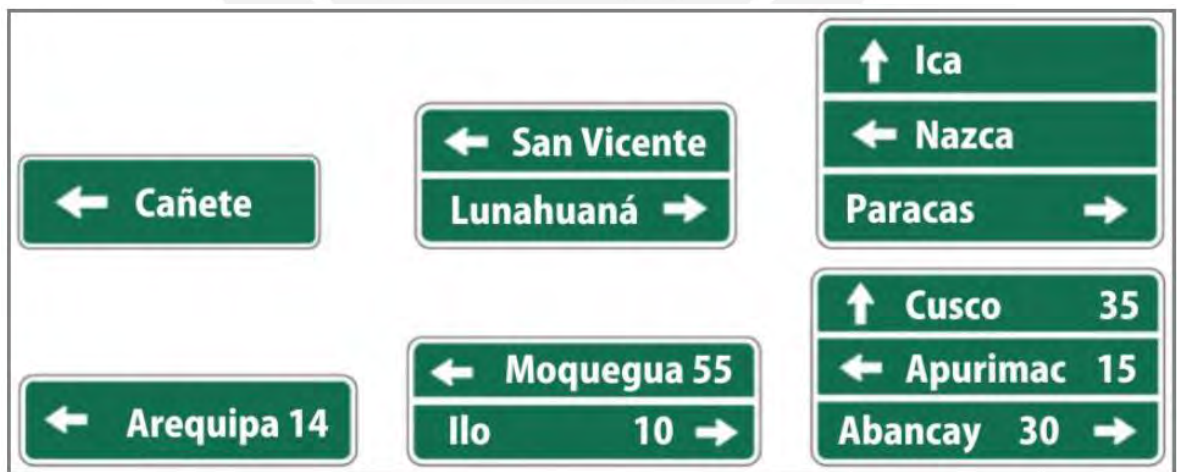 ← Cañete
← San Vicente
Lunahuaná →
↑ Ica
← Nazca
Paracas →
← Arequipa 14
← Moquegua 55
Ilo 10 →
↑ Cusco 35
← Apurimac 15
Abancay 30 →